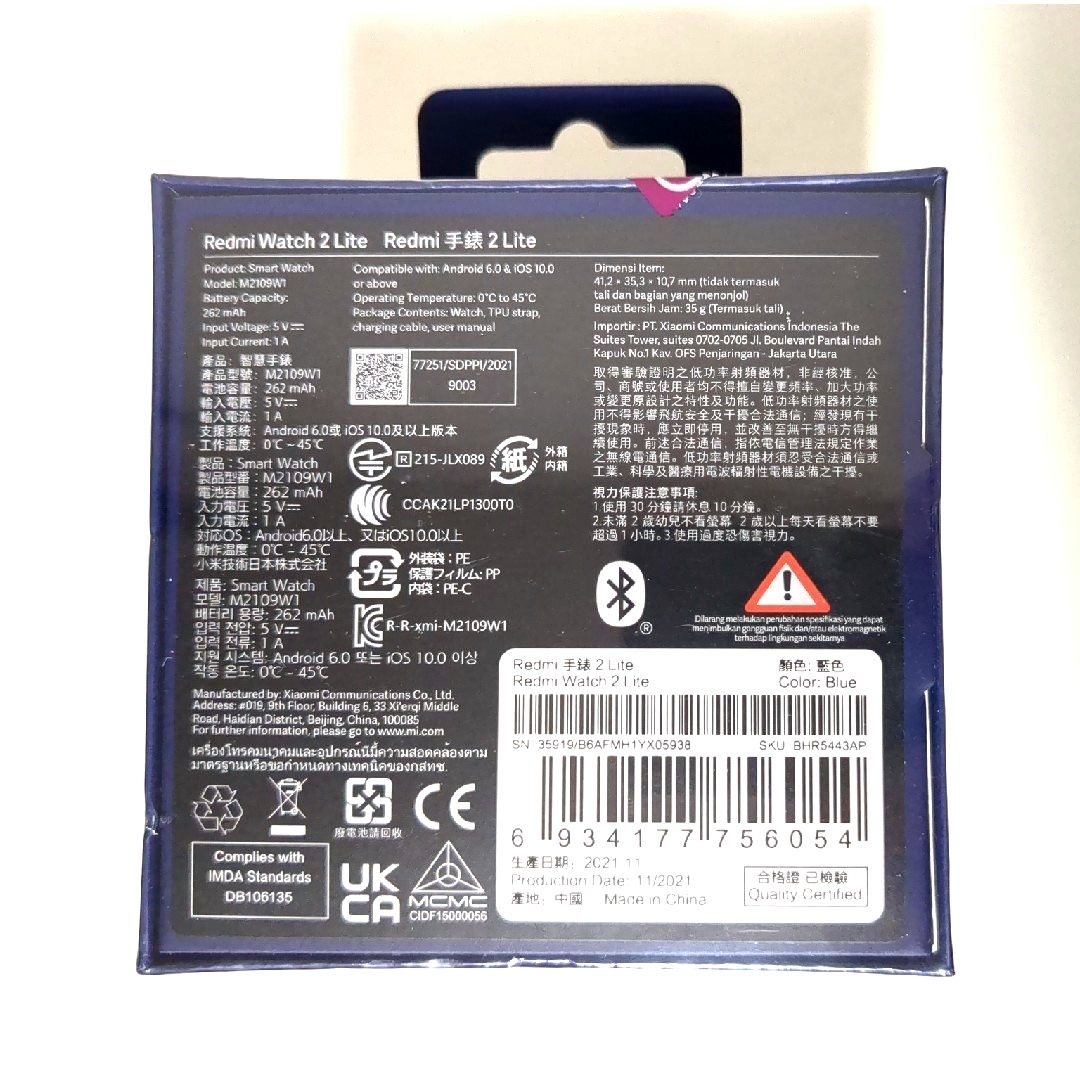 Redmi Watch 2 Lite Redmi 手錶 2 Lite
Product: Smart Watch
Model: M2109W1
Battery Capacity:
262 mAh
Input Voltage: 5 V⎓
Input Current: 1 A
Compatible with: Android 6.0 & iOS 10.0
or above
Operating Temperature: 0°C to 45°C
Package Contents: Watch, TPU strap,
charging cable, user manual
77251/SDPPI/2021
9003
產品：智慧手錶
產品型號：M2109W1
電池容量：262 mAh
輸入電壓：5 V⎓
輸入電流：1 A
支援系統：Android 6.0或 iOS 10.0及以上版本
工作溫度：0°C ~ 45°C
製品：Smart Watch
製品型番：M2109W1
電池容量：262 mAh
入力電圧：5 V⎓
入力電流：1 A
対応OS：Android6.0以上、又はiOS10.0以上
動作温度：0°C - 45°C
小米技術日本株式会社
R 215-JLX089
紙 外箱
内箱
CCAK21LP1300T0
プラ
外装袋：PE
保護フィルム：PP
内袋：PE-C
제품: Smart Watch
모델: M2109W1
배터리 용량: 262 mAh
입력 전압: 5 V⎓
입력 전류: 1 A
지원 시스템: Android 6.0 또는 iOS 10.0 이상
작동 온도: 0°C - 45°C
R-R-xmi-M2109W1
Manufactured by: Xiaomi Communications Co., Ltd.
Address: #019, 9th Floor, Building 6, 33 Xi'erqi Middle
Road, Haidian District, Beijing, China, 100085
For further information, please go to www.mi.com
เครื่องโทรคมนาคมและอุปกรณ์นี้มีความสอดคล้องตาม
มาตรฐานหรือข้อกำหนดทางเทคนิคของกสทช.
廢電池請回收
CE
Complies with
IMDA Standards
DB106135
UK
CA
MCMC
CIDF15000056
Dimensi Item:
41,2 × 35,3 × 10,7 mm (tidak termasuk
tali dan bagian yang menonjol)
Berat Bersih Jam: 35 g (Termasuk tali)
Importir: PT. Xiaomi Communications Indonesia The
Suites Tower, suites 0702-0705 Jl. Boulevard Pantai Indah
Kapuk No.1 Kav. OFS Penjaringan - Jakarta Utara
取得審驗證明之低功率射頻器材，非經核准，公
司、商號或使用者均不得擅自變更頻率、加大功率
或變更原設計之特性及功能。低功率射頻器材之使
用不得影響飛航安全及干擾合法通信；經發現有干
擾現象時，應立即停用，並改善至無干擾時方得繼
續使用。前述合法通信，指依電信管理法規定作業
之無線電通信。低功率射頻器材須忍受合法通信或
工業、科學及醫療用電波輻射性電機設備之干擾。
視力保護注意事項:
1.使用 30 分鐘請休息 10 分鐘。
2.未滿 2 歲幼兒不看螢幕 2 歲以上每天看螢幕不要
超過 1 小時。3.使用過度恐傷害視力。
®
Dilarang melakukan perubahan spesifikasi yang dapat
menimbulkan gangguan fisik dan/atau elektromagnetik
terhadap lingkungan sekitarnya
Redmi 手錶 2 Lite 顏色: 藍色
Redmi Watch 2 Lite Color: Blue
SN 35919/B6AFMH1YX05938 SKU BHR5443AP
6 934177 756054
生產日期: 2021.11
Production Date: 11/2021
產地: 中國 Made in China
合格證 已檢驗
Quality Certified